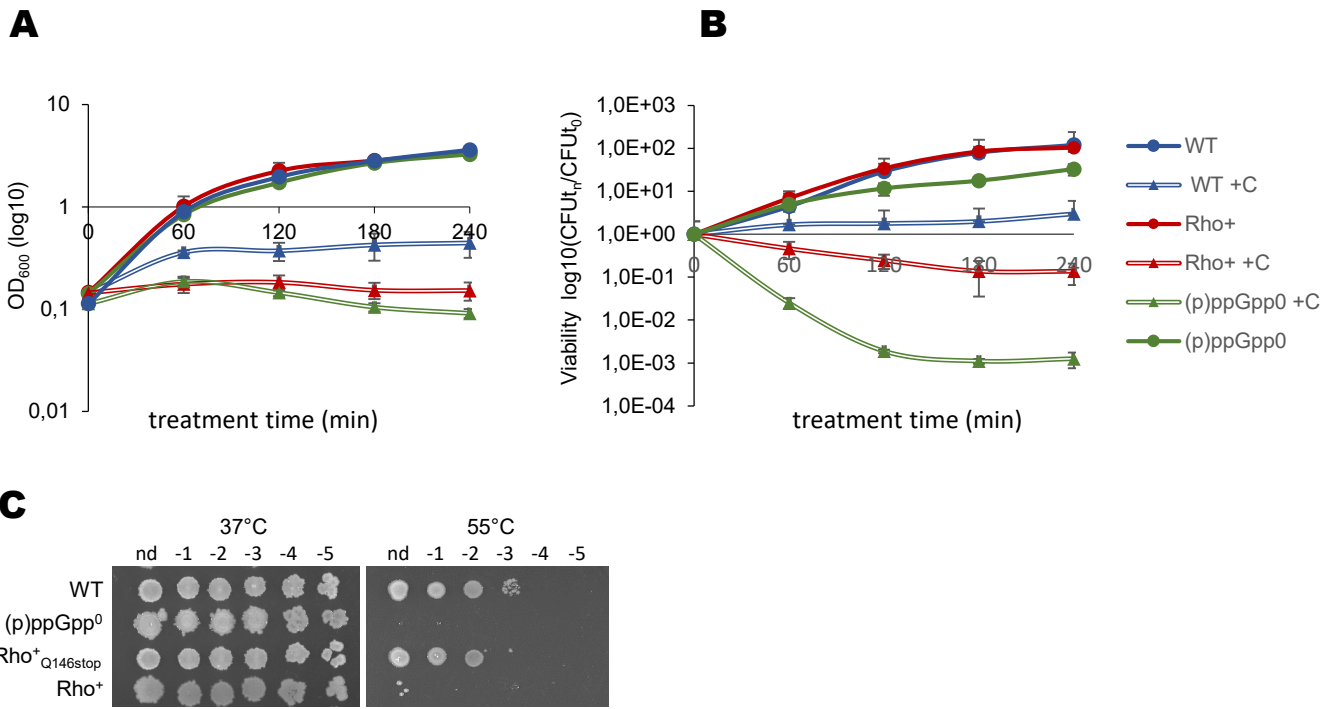 A
B
10
1
0,1
0,01
OD600 (log10)
0 60 120 180 240
treatment time (min)
1,0E+03
1,0E+02
1,0E+01
1,0E+00
1,0E-01
1,0E-02
1,0E-03
1,0E-04
Viability log10(CFUtn/CFUt0)
0 60 120 180 240
treatment time (min)
WT
WT +C
Rho+
Rho+ +C
(p)ppGpp0 +C
(p)ppGpp0
C
37°C 55°C
nd -1 -2 -3 -4 -5 nd -1 -2 -3 -4 -5
WT
(p)ppGpp⁰
Rho⁺Q146stop
Rho⁺